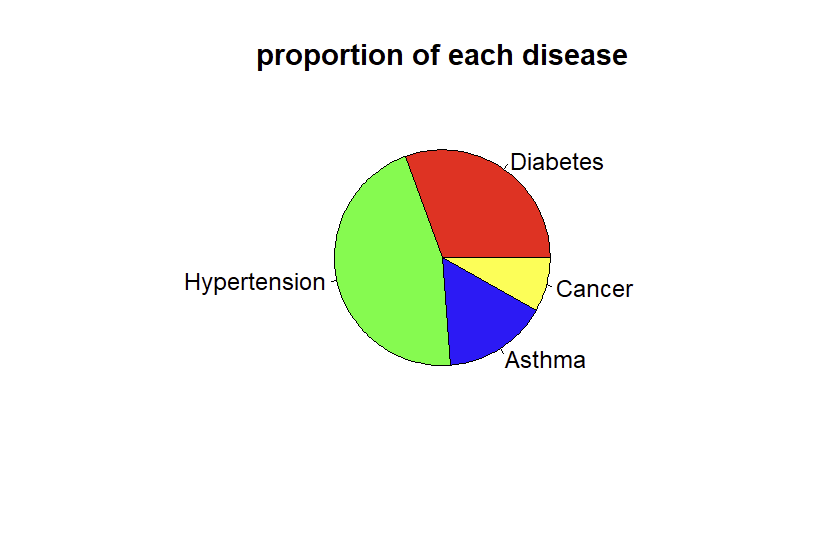 proportion of each disease
Diabetes
Hypertension
Cancer
Asthma